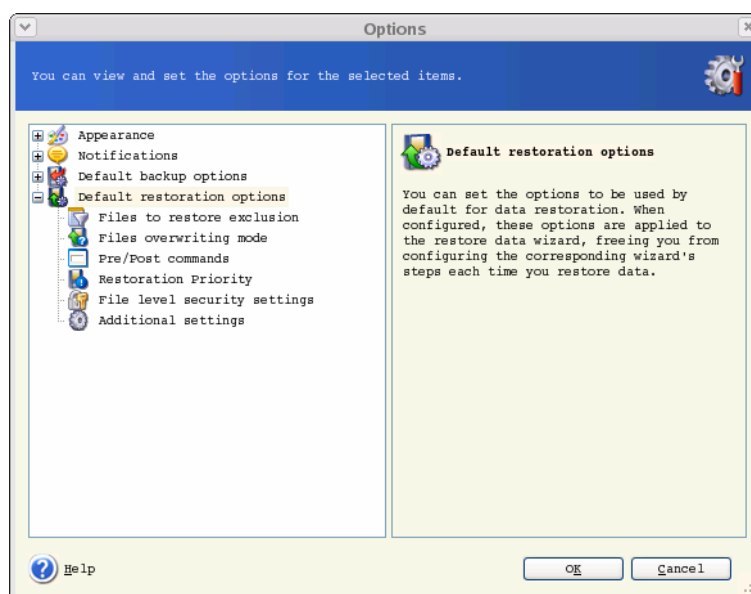 Options
You can view and set the options for the selected items.
Appearance
Notifications
Default backup options
Default restoration options
Files to restore exclusion
Files overwriting mode
Pre/Post commands
Restoration Priority
File level security settings
Additional settings
Default restoration options
You can set the options to be used by
default for data restoration. When
configured, these options are applied to
the restore data wizard, freeing you from
configuring the corresponding wizard's
steps each time you restore data.
Help
OK
Cancel